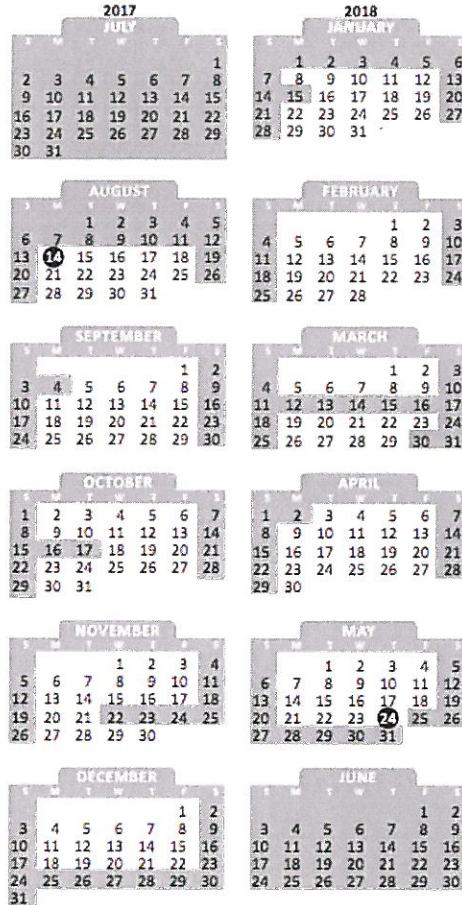 2017
JULY
S M T W T F S
1
2 3 4 5 6 7 8
9 10 11 12 13 14 15
16 17 18 19 20 21 22
23 24 25 26 27 28 29
30 31
AUGUST
S M T W T F S
1 2 3 4 5
6 7 8 9 10 11 12
13 14 15 16 17 18 19
20 21 22 23 24 25 26
27 28 29 30 31
SEPTEMBER
S M T W T F S
1 2
3 4 5 6 7 8 9
10 11 12 13 14 15 16
17 18 19 20 21 22 23
24 25 26 27 28 29 30
OCTOBER
S M T W T F S
1 2 3 4 5 6 7
8 9 10 11 12 13 14
15 16 17 18 19 20 21
22 23 24 25 26 27 28
29 30 31
NOVEMBER
S M T W T F S
1 2 3 4
5 6 7 8 9 10 11
12 13 14 15 16 17 18
19 20 21 22 23 24 25
26 27 28 29 30
DECEMBER
S M T W T F S
1 2
3 4 5 6 7 8 9
10 11 12 13 14 15 16
17 18 19 20 21 22 23
24 25 26 27 28 29 30
31
2018
JANUARY
S M T W T F S
1 2 3 4 5 6
7 8 9 10 11 12 13
14 15 16 17 18 19 20
21 22 23 24 25 26 27
28 29 30 31
FEBRUARY
S M T W T F S
1 2 3
4 5 6 7 8 9 10
11 12 13 14 15 16 17
18 19 20 21 22 23 24
25 26 27 28
MARCH
S M T W T F S
1 2 3
4 5 6 7 8 9 10
11 12 13 14 15 16 17
18 19 20 21 22 23 24
25 26 27 28 29 30 31
APRIL
S M T W T F S
1 2 3 4 5 6 7
8 9 10 11 12 13 14
15 16 17 18 19 20 21
22 23 24 25 26 27 28
29 30
MAY
S M T W T F S
1 2 3 4 5
6 7 8 9 10 11 12
13 14 15 16 17 18 19
20 21 22 23 24 25 26
27 28 29 30 31
JUNE
S M T W T F S
1 2
3 4 5 6 7 8 9
10 11 12 13 14 15 16
17 18 19 20 21 22 23
24 25 26 27 28 29 30